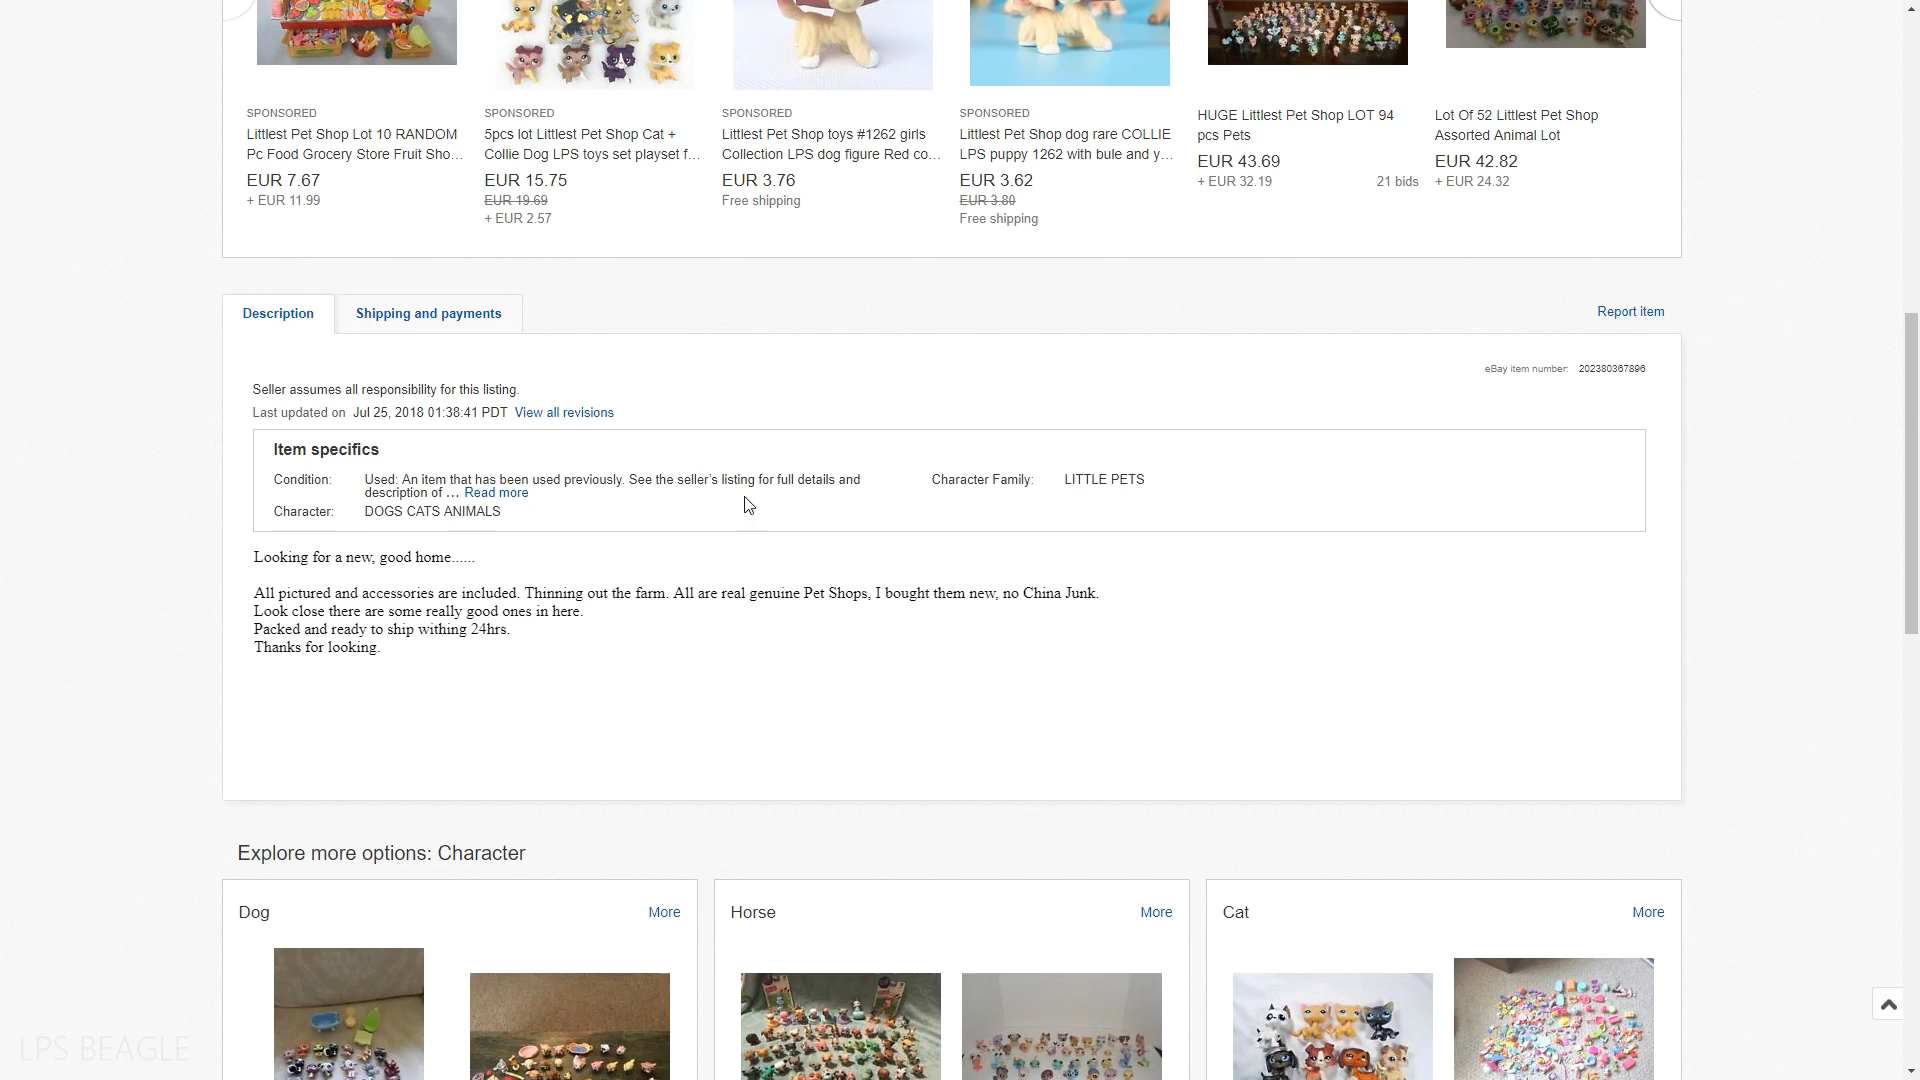 SPONSORED
Littlest Pet Shop Lot 10 RANDOM
Pc Food Grocery Store Fruit Sho...
EUR 7.67
+ EUR 11.99
SPONSORED
5pcs lot Littlest Pet Shop Cat +
Collie Dog LPS toys set playset f...
EUR 15.75
EUR 19.69
+ EUR 2.57
SPONSORED
Littlest Pet Shop toys #1262 girls
Collection LPS dog figure Red co...
EUR 3.76
Free shipping
SPONSORED
Littlest Pet Shop dog rare COLLIE
LPS puppy 1262 with bule and y...
EUR 3.62
EUR 3.80
Free shipping
HUGE Littlest Pet Shop LOT 94
pcs Pets
EUR 43.69
+ EUR 32.19 21 bids
Lot Of 52 Littlest Pet Shop
Assorted Animal Lot
EUR 42.82
+ EUR 24.32
Description Shipping and payments Report item
eBay item number: 202380367896
Seller assumes all responsibility for this listing.
Last updated on Jul 25, 2018 01:38:41 PDT View all revisions
Item specifics
Condition: Used: An item that has been used previously. See the seller's listing for full details and
description of ... Read more
Character Family: LITTLE PETS
Character: DOGS CATS ANIMALS
Looking for a new, good home......
All pictured and accessories are included. Thinning out the farm. All are real genuine Pet Shops, I bought them new, no China Junk.
Look close there are some really good ones in here.
Packed and ready to ship withing 24hrs.
Thanks for looking.
Explore more options: Character
Dog More
Horse More
Cat More
LPS BEAGLE